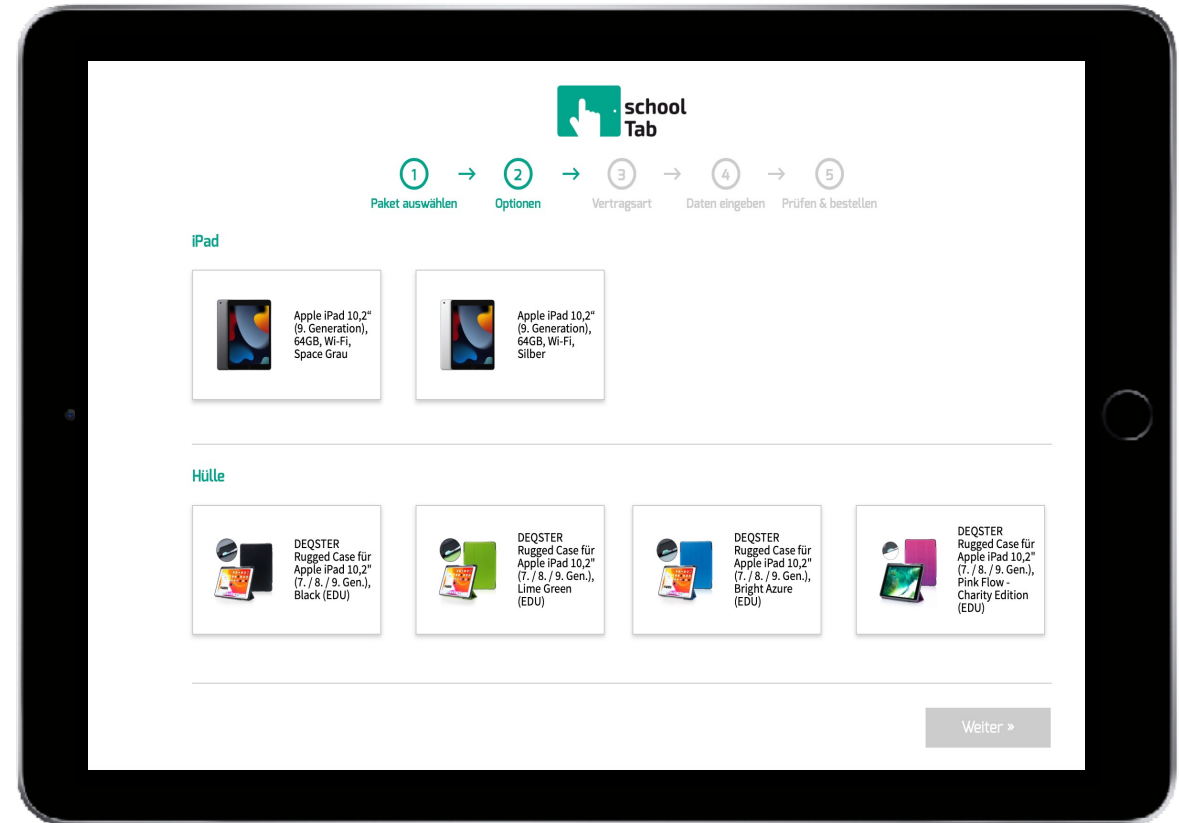 school
Tab
1 → 2 → 3 → 4 → 5
Paket auswählen Optionen Vertragsart Daten eingeben Prüfen & bestellen
iPad
Apple iPad 10,2“
(9. Generation),
64GB, Wi-Fi,
Space Grau
Apple iPad 10,2“
(9. Generation),
64GB, Wi-Fi,
Silber
Hülle
DEQSTER
Rugged Case für
Apple iPad 10,2"
(7. / 8. / 9. Gen.),
Black (EDU)
DEQSTER
Rugged Case für
Apple iPad 10,2"
(7. / 8. / 9. Gen.),
Lime Green
(EDU)
DEQSTER
Rugged Case für
Apple iPad 10,2"
(7. / 8. / 9. Gen.),
Bright Azure
(EDU)
DEQSTER
Rugged Case für
Apple iPad 10,2"
(7. / 8. / 9. Gen.),
Pink Flow -
Charity Edition
(EDU)
Weiter »